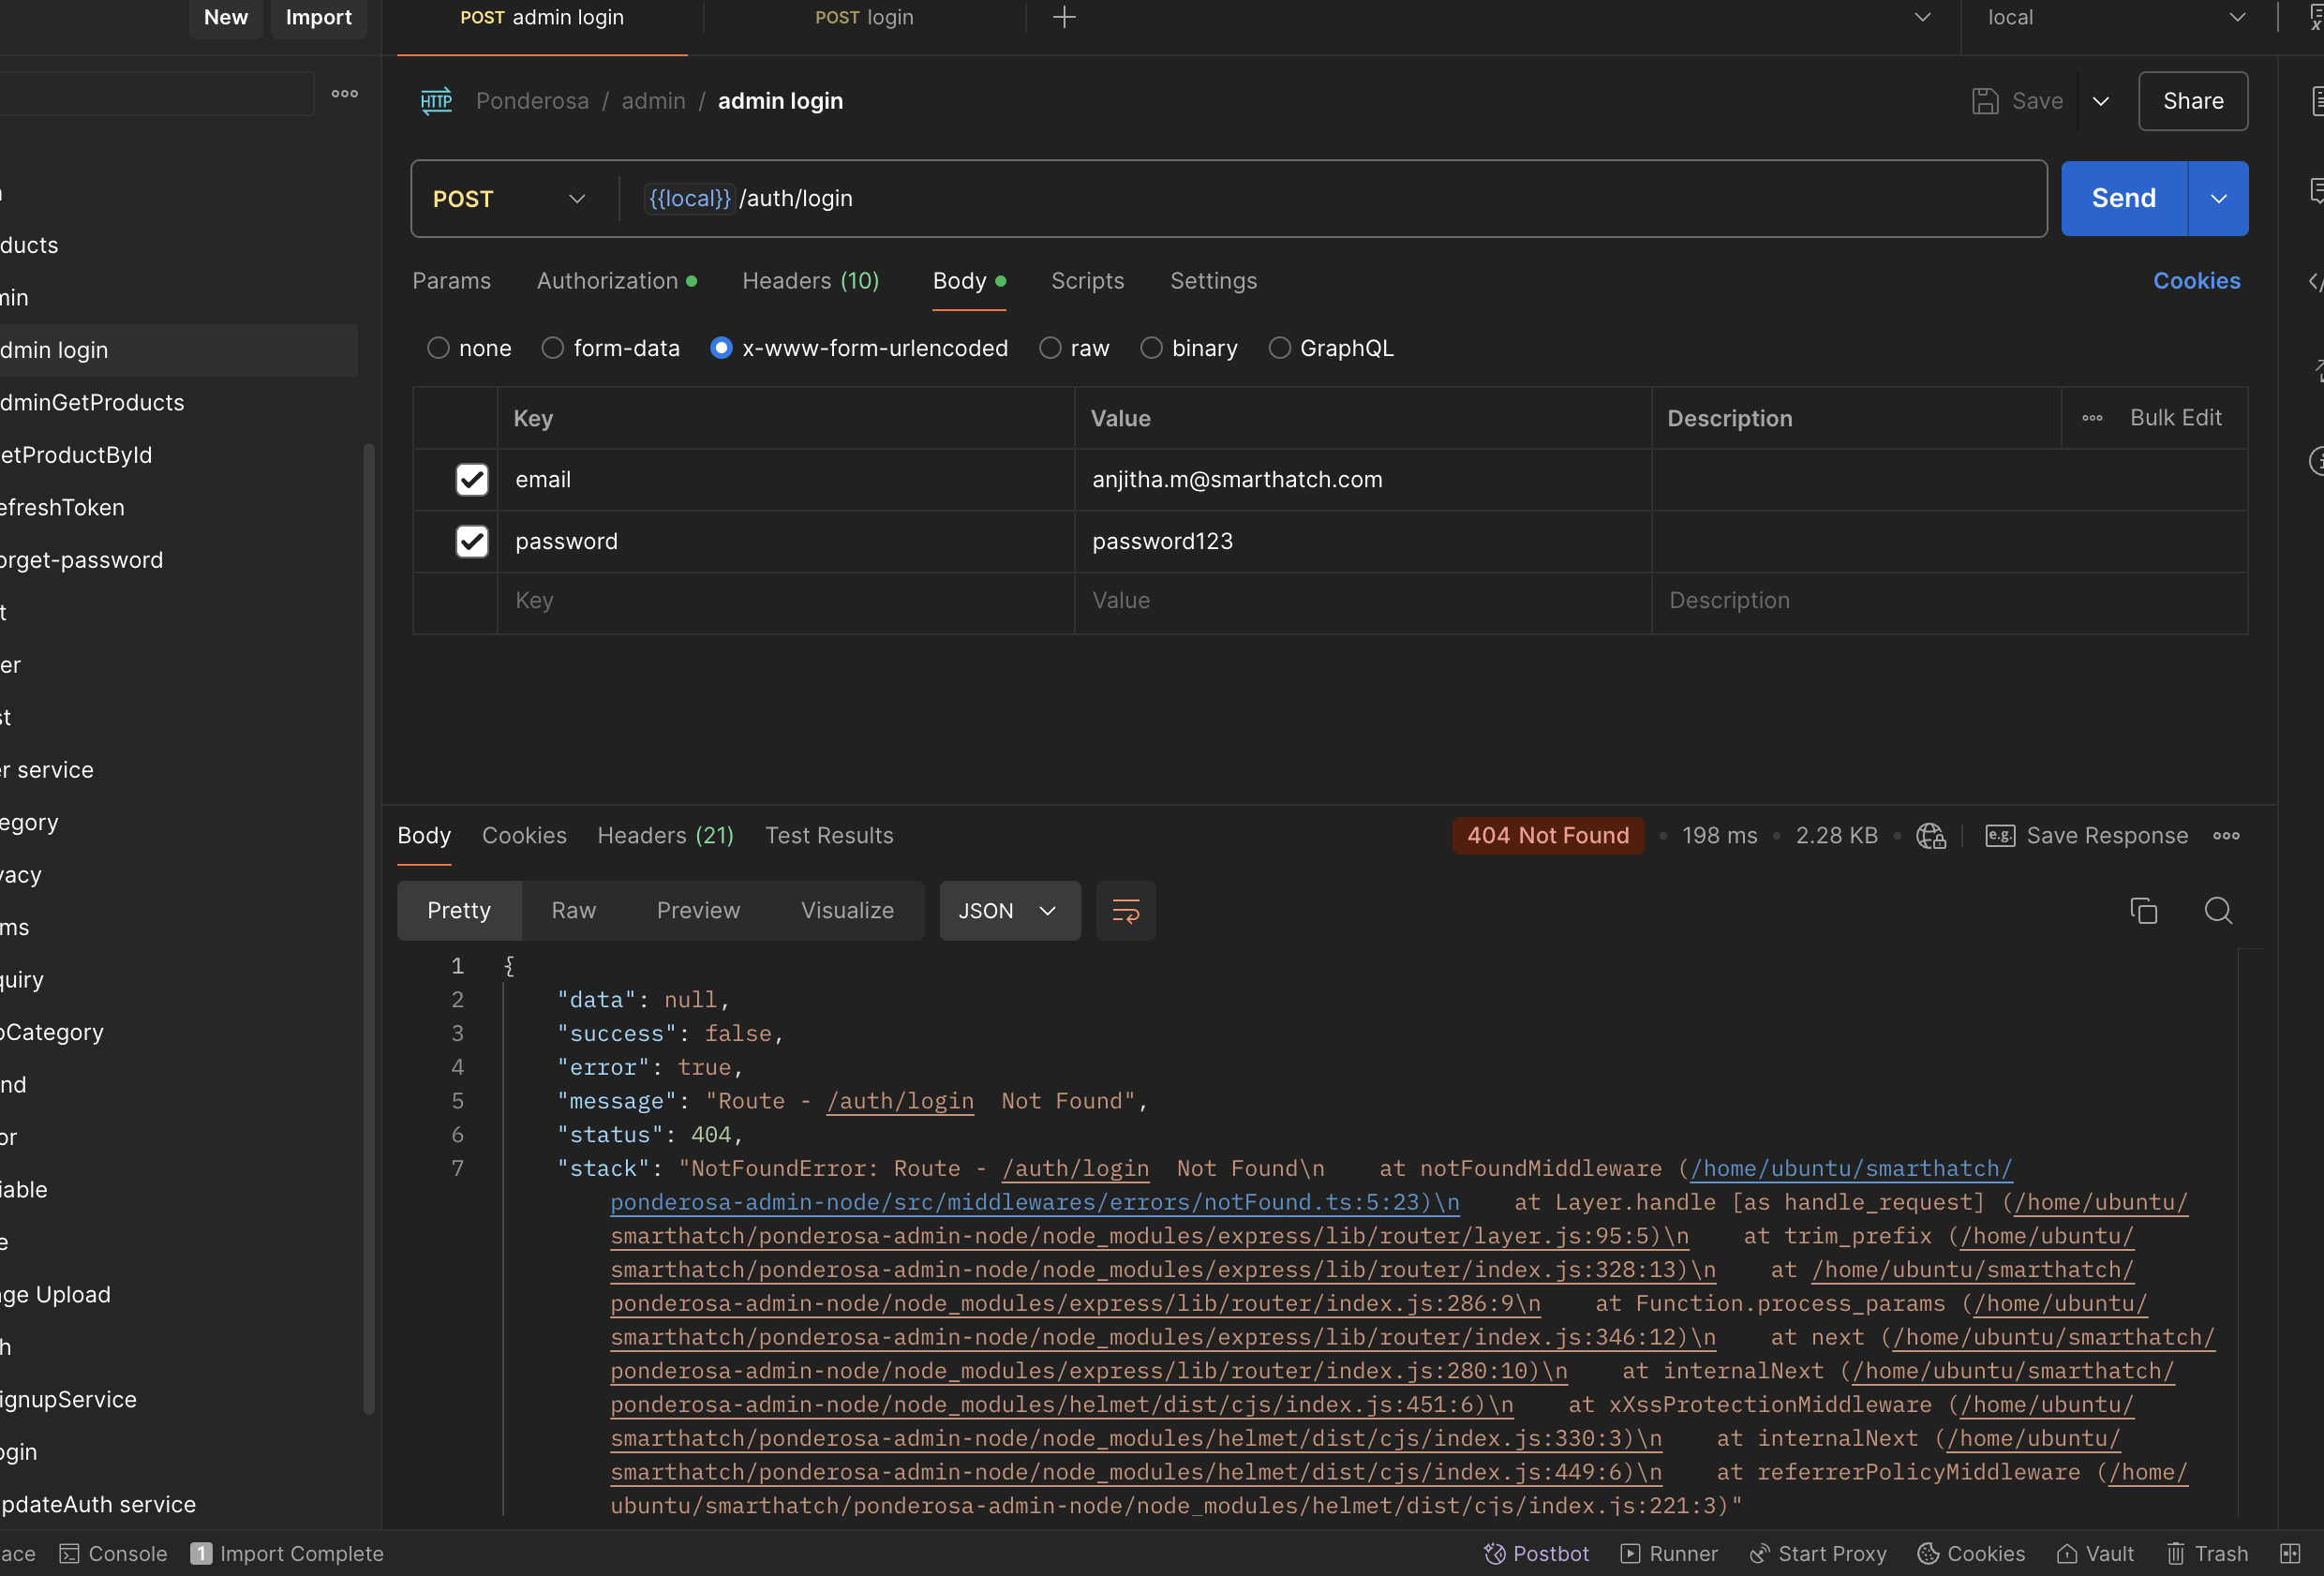 New Import POST admin login POST login local
Ponderosa / admin / admin login Save Share
POST {{local}} /auth/login Send
Params Authorization Headers (10) Body Scripts Settings Cookies
none form-data x-www-form-urlencoded raw binary GraphQL
Key Value Description Bulk Edit
email anjitha.m@smarthatch.com
password password123
Key Value Description
ducts
min
dmin login
dminGetProducts
etProductById
efreshToken
orget-password
t
er
st
er service
egory
vacy
ms
quiry
bCategory
nd
or
iable
e
age Upload
h
ignupService
ogin
pdateAuth service
Body Cookies Headers (21) Test Results 404 Not Found 198 ms 2.28 KB e.g. Save Response
Pretty Raw Preview Visualize JSON
1 {
2 "data": null,
3 "success": false,
4 "error": true,
5 "message": "Route - /auth/login  Not Found",
6 "status": 404,
7 "stack": "NotFoundError: Route - /auth/login  Not Found\n    at notFoundMiddleware (/home/ubuntu/smarthatch/
ponderosa-admin-node/src/middlewares/errors/notFound.ts:5:23)\n    at Layer.handle [as handle_request] (/home/ubuntu/
smarthatch/ponderosa-admin-node/node_modules/express/lib/router/layer.js:95:5)\n    at trim_prefix (/home/ubuntu/
smarthatch/ponderosa-admin-node/node_modules/express/lib/router/index.js:328:13)\n    at /home/ubuntu/smarthatch/
ponderosa-admin-node/node_modules/express/lib/router/index.js:286:9\n    at Function.process_params (/home/ubuntu/
smarthatch/ponderosa-admin-node/node_modules/express/lib/router/index.js:346:12)\n    at next (/home/ubuntu/smarthatch/
ponderosa-admin-node/node_modules/express/lib/router/index.js:280:10)\n    at internalNext (/home/ubuntu/smarthatch/
ponderosa-admin-node/node_modules/helmet/dist/cjs/index.js:451:6)\n    at xXssProtectionMiddleware (/home/ubuntu/
smarthatch/ponderosa-admin-node/node_modules/helmet/dist/cjs/index.js:330:3)\n    at internalNext (/home/ubuntu/
smarthatch/ponderosa-admin-node/node_modules/helmet/dist/cjs/index.js:449:6)\n    at referrerPolicyMiddleware (/home/
ubuntu/smarthatch/ponderosa-admin-node/node_modules/helmet/dist/cjs/index.js:221:3)"
ace Console 1 Import Complete Postbot Runner Start Proxy Cookies Vault Trash